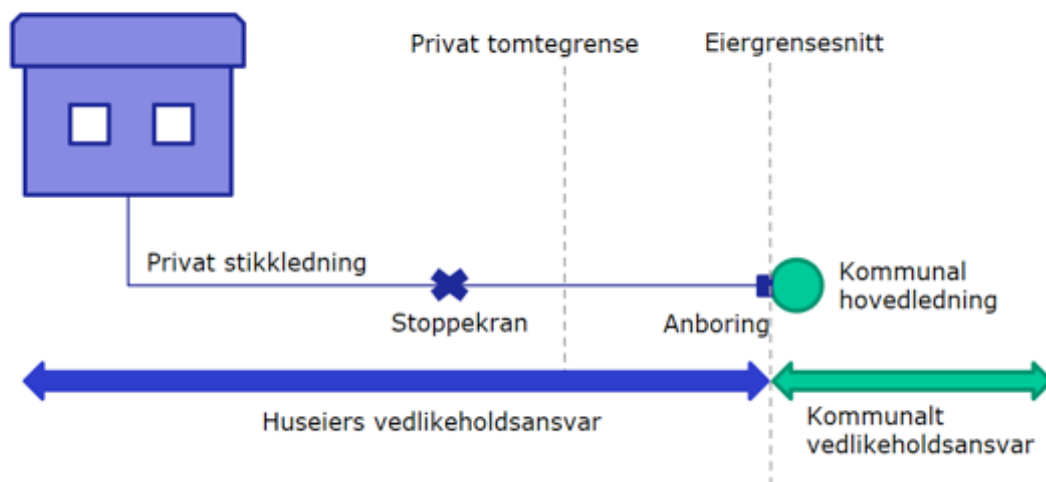 Privat tomtegrense
Eiergrensesnitt
Privat stikkledning
Stoppekran
Anboring
Kommunal
hovedledning
Huseiers vedlikeholdsansvar
Kommunalt
vedlikeholdsansvar